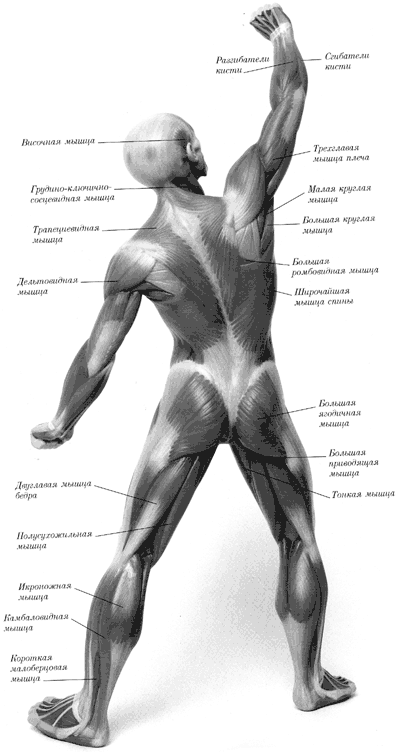 Разгибатели
кисти
Сгибатели
кисти
Височная мышца
Трехглавая
мышца плеча
Грудино-ключично-
сосцевидная мышца
Малая круглая
мышца
Трапециевидная
мышца
Большая круглая
мышца
Большая
ромбовидная мышца
Дельтовидная
мышца
Широчайшая
мышца спины
Большая
ягодичная
мышца
Большая
приводящая
мышца
Двуглавая мышца
бедра
Тонкая мышца
Полусухожильная
мышца
Икроножная
мышца
Камбаловидная
мышца
Короткая
малоберцовая
мышца